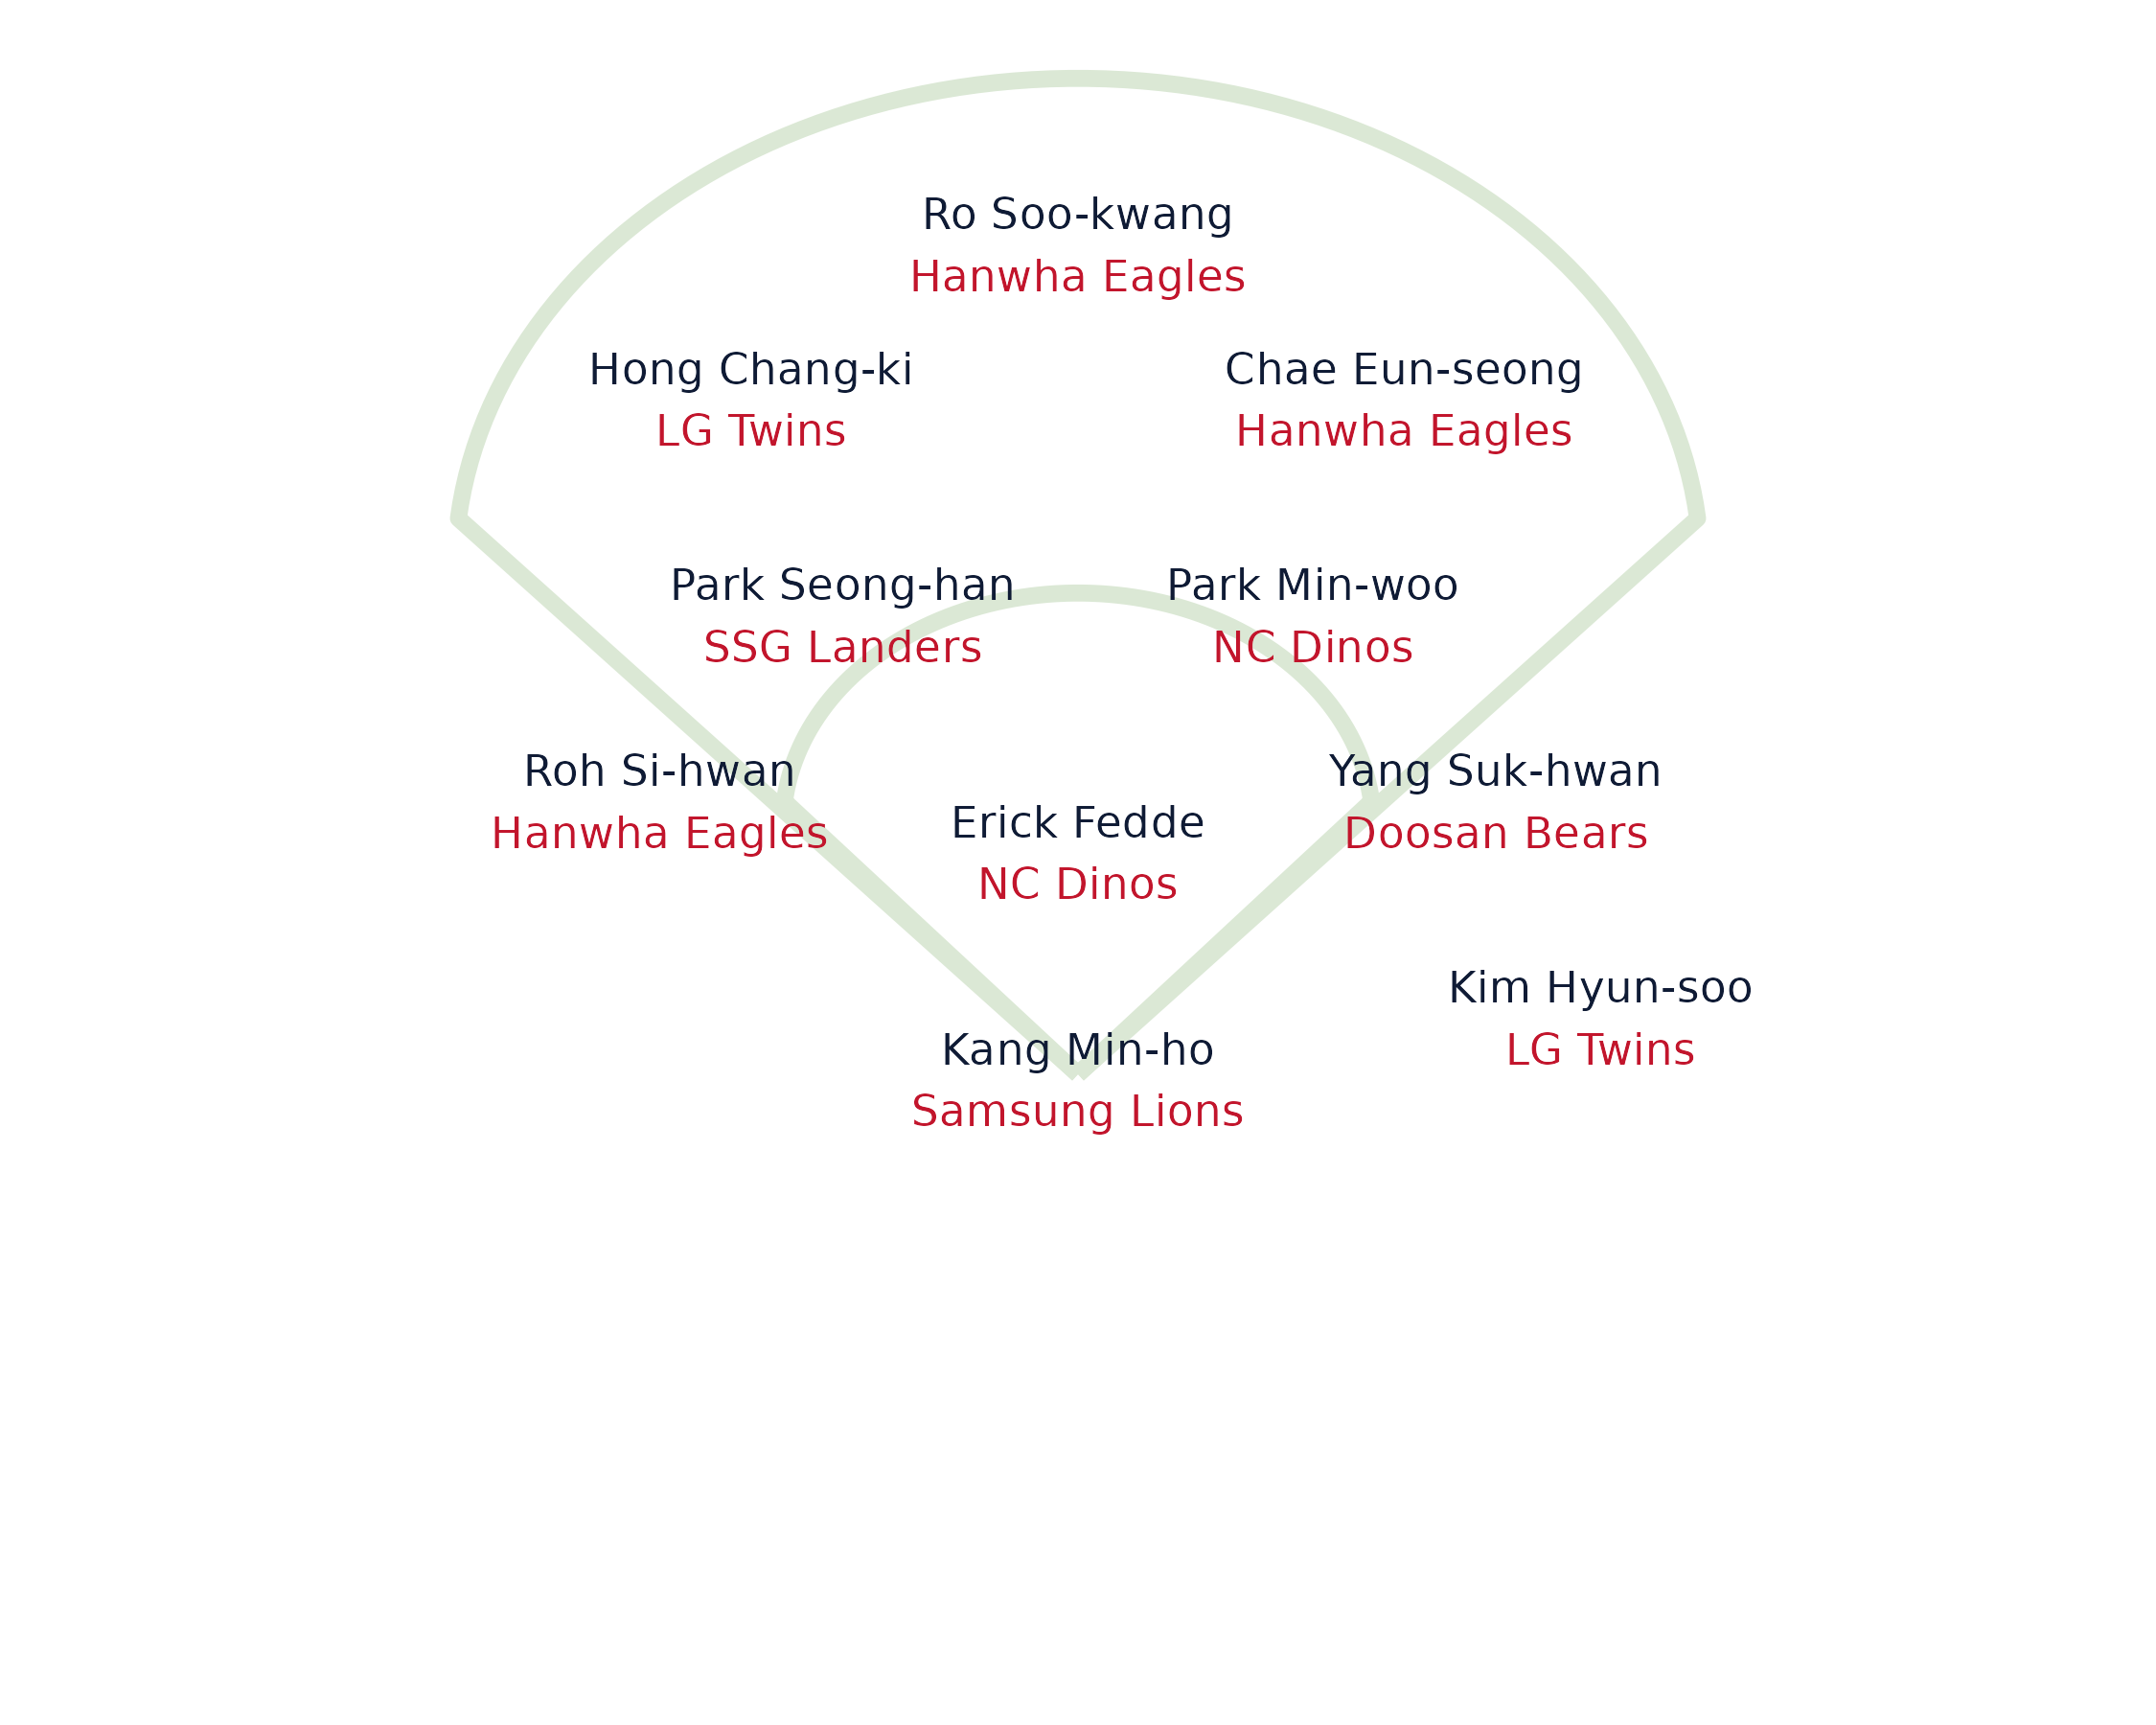 Ro Soo-kwang
Hanwha Eagles
Hong Chang-ki
LG Twins
Chae Eun-seong
Hanwha Eagles
Park Seong-han
SSG Landers
Park Min-woo
NC Dinos
Roh Si-hwan
Hanwha Eagles
Erick Fedde
NC Dinos
Yang Suk-hwan
Doosan Bears
Kang Min-ho
Samsung Lions
Kim Hyun-soo
LG Twins